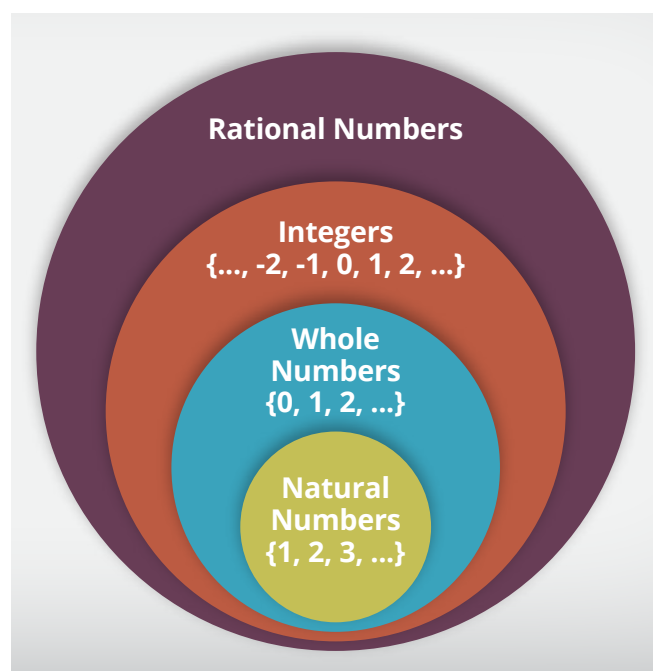 Rational Numbers
Integers
{..., -2, -1, 0, 1, 2, ...}
Whole
Numbers
{0, 1, 2, ...}
Natural
Numbers
{1, 2, 3, ...}